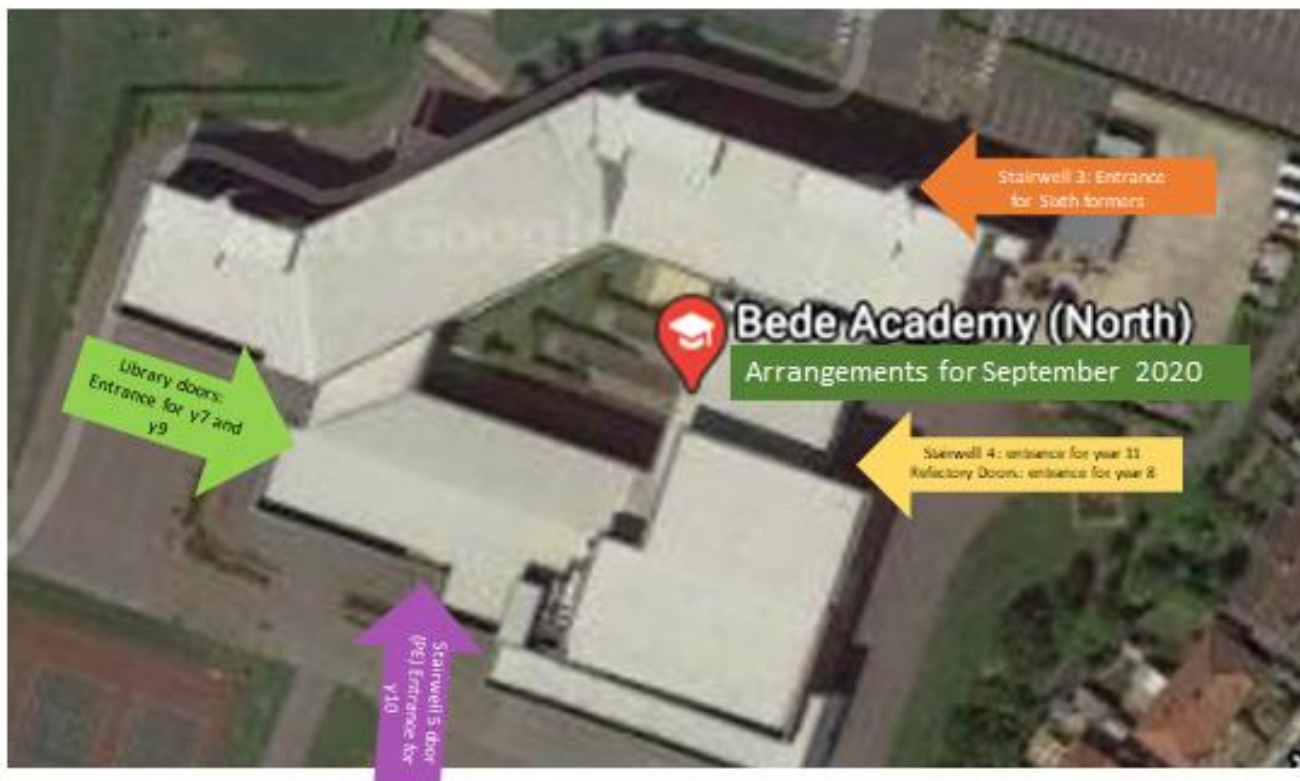 Stairwell 3: Entrance
for Sixth formers
Google
Bede Academy (North)
Arrangements for September 2020
Library doors:
Entrance for y7 and
y9
Stairwell 4: entrance for year 11
Refectory Doors: entrance for year 8
Stairwell 5 door
(PE) Entrance for
y10